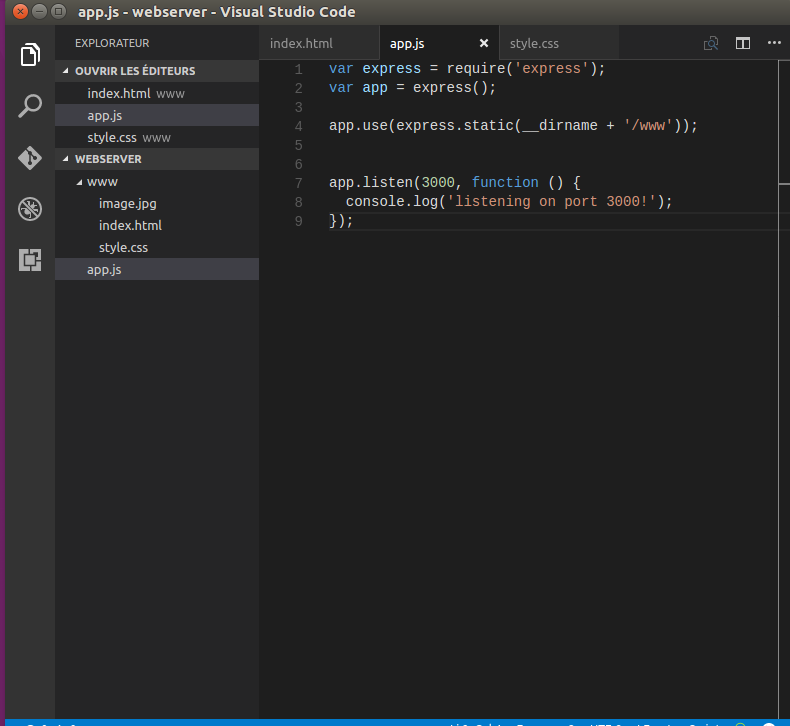 app.js - webserver - Visual Studio Code
EXPLORATEUR
OUVRIR LES ÉDITEURS
index.html www
app.js
style.css www
WEBSERVER
www
image.jpg
index.html
style.css
app.js
index.html
app.js
style.css
1 var express = require('express');
2 var app = express();
3
4 app.use(express.static(__dirname + '/www'));
5
6
7 app.listen(3000, function () {
8 console.log('listening on port 3000!');
9 });